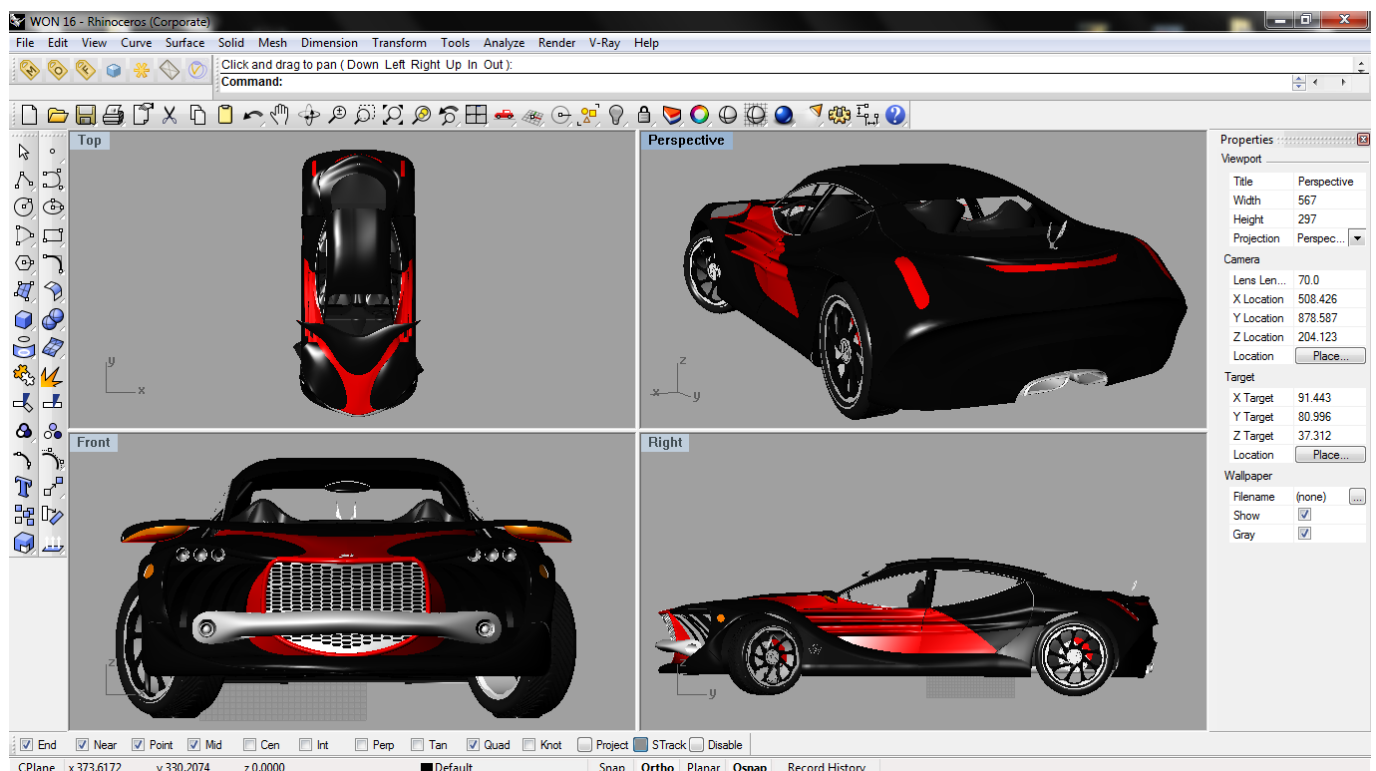 WON 16 - Rhinoceros (Corporate)
File Edit View Curve Surface Solid Mesh Dimension Transform Tools Analyze Render V-Ray Help
Click and drag to pan ( Down Left Right Up In Out ):
Command:
Top
Perspective
Front
Right
y
x
z
x
y
z
z
y
Properties
Viewport
Title Perspective
Width 567
Height 297
Projection Perspec...
Camera
Lens Len... 70.0
X Location 508.426
Y Location 878.587
Z Location 204.123
Location Place...
Target
X Target 91.443
Y Target 80.996
Z Target 37.312
Location Place...
Wallpaper
Filename (none) ...
Show
Gray
End Near Point Mid Cen Int Perp Tan Quad Knot Project STrack Disable
CPlane x 373.6172 y 330.2074 z 0.0000 Default Snap Ortho Planar Osnap Record History